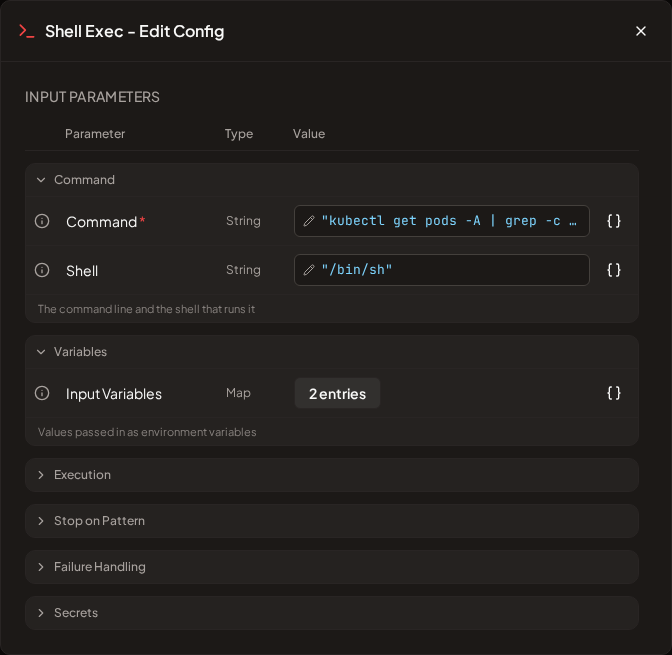 Shell Exec - Edit Config
INPUT PARAMETERS
Parameter Type Value
Command
Command* String "kubectl get pods -A | grep -c …
Shell String "/bin/sh"
The command line and the shell that runs it
Variables
Input Variables Map 2 entries
Values passed in as environment variables
Execution
Stop on Pattern
Failure Handling
Secrets